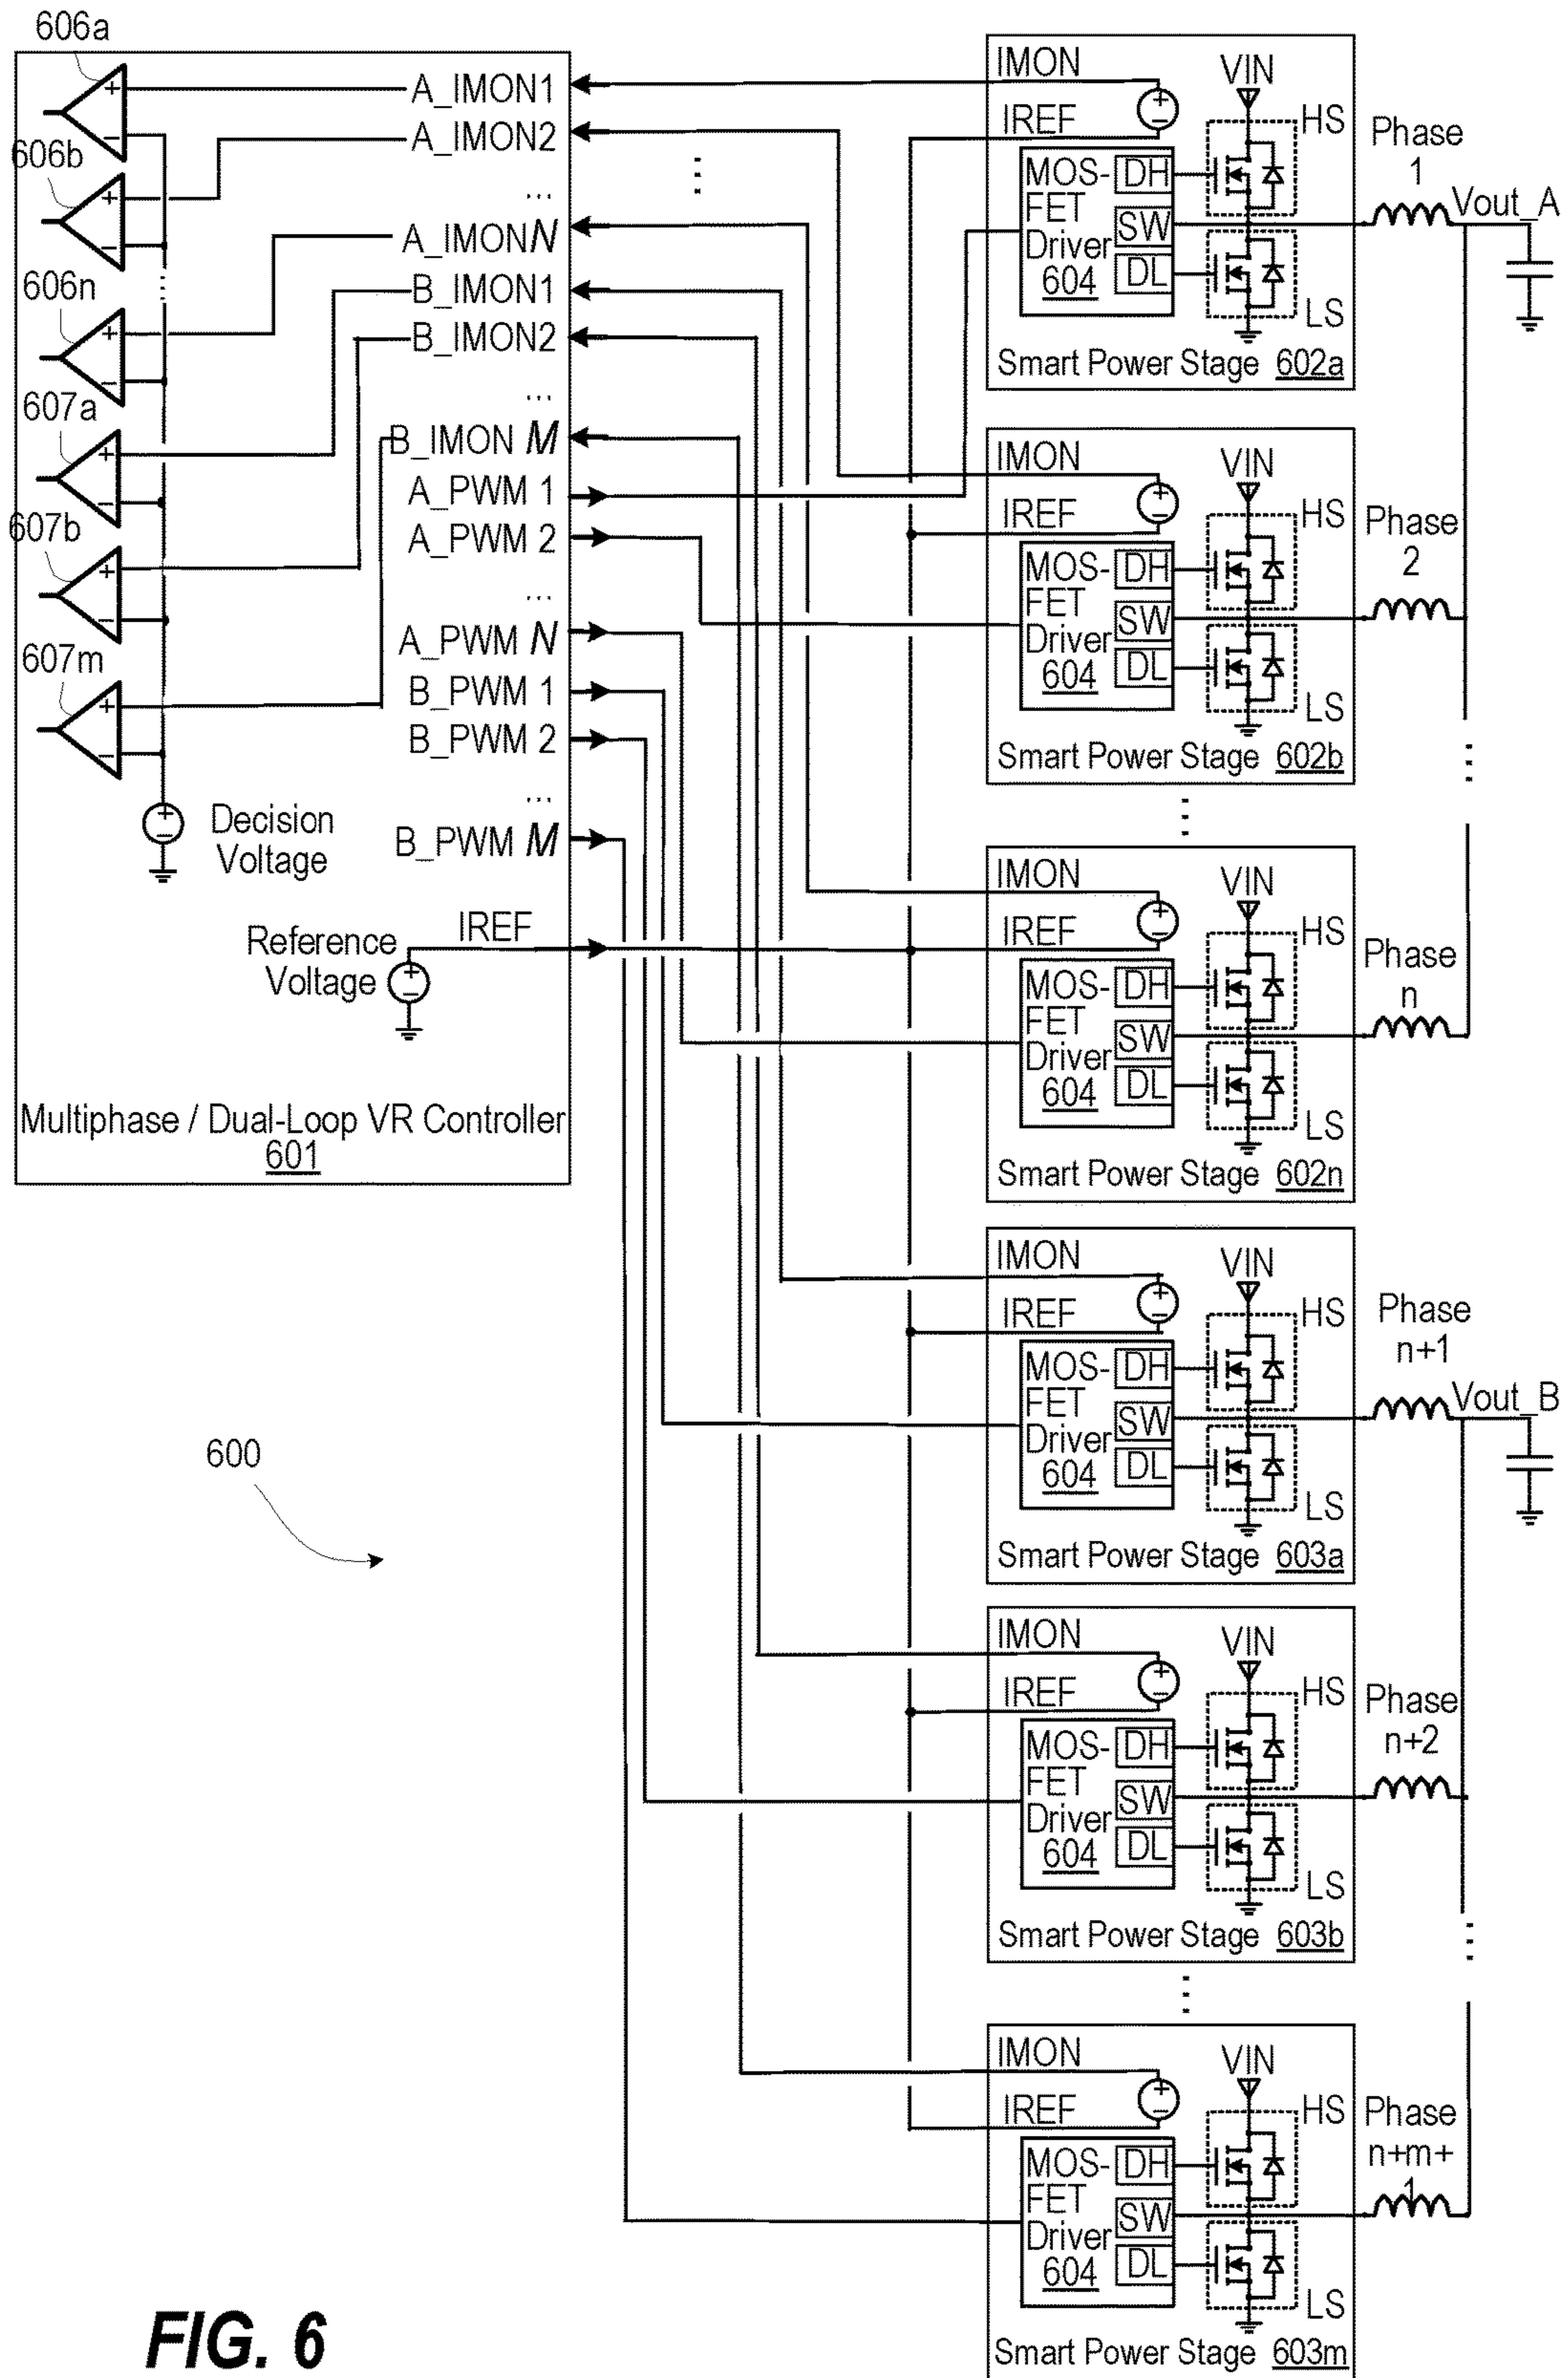 606a
A_IMON1
606b
A_IMON2
...
A_IMONN
606n
B_IMON1
B_IMON2
...
607a
B_IMON M
A_PWM 1
607b
A_PWM 2
...
A_PWM N
607m
B_PWM 1
B_PWM 2
...
Decision
Voltage
B_PWM M
IREF
Reference
Voltage
Multiphase / Dual-Loop VR Controller
601
IMON
VIN
IREF
HS
MOS-
FET
Driver
604
DH
SW
DL
LS
Smart Power Stage 602a
Phase
1
Vout_A
IMON
VIN
IREF
HS
MOS-
FET
Driver
604
DH
SW
DL
LS
Smart Power Stage 602b
Phase
2
IMON
VIN
IREF
HS
MOS-
FET
Driver
604
DH
SW
DL
LS
Smart Power Stage 602n
Phase
n
IMON
VIN
IREF
HS
MOS-
FET
Driver
604
DH
SW
DL
LS
Smart Power Stage 603a
Phase
n+1
Vout_B
600
IMON
VIN
IREF
HS
MOS-
FET
Driver
604
DH
SW
DL
LS
Smart Power Stage 603b
Phase
n+2
IMON
VIN
IREF
HS
MOS-
FET
Driver
604
DH
SW
DL
LS
Smart Power Stage 603m
Phase
n+m+
1
FIG. 6